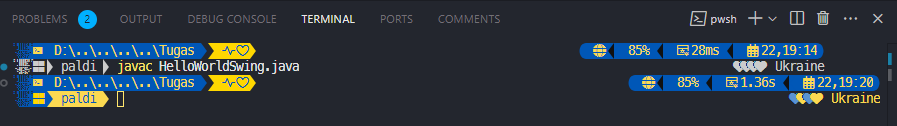 PROBLEMS 2 OUTPUT DEBUG CONSOLE TERMINAL PORTS COMMENTS pwsh
D:\..\..\..\..\Tugas 85% 28ms 22,19:14
paldi javac HelloWorldSwing.java Ukraine
D:\..\..\..\..\Tugas 85% 1.36s 22,19:20
paldi Ukraine